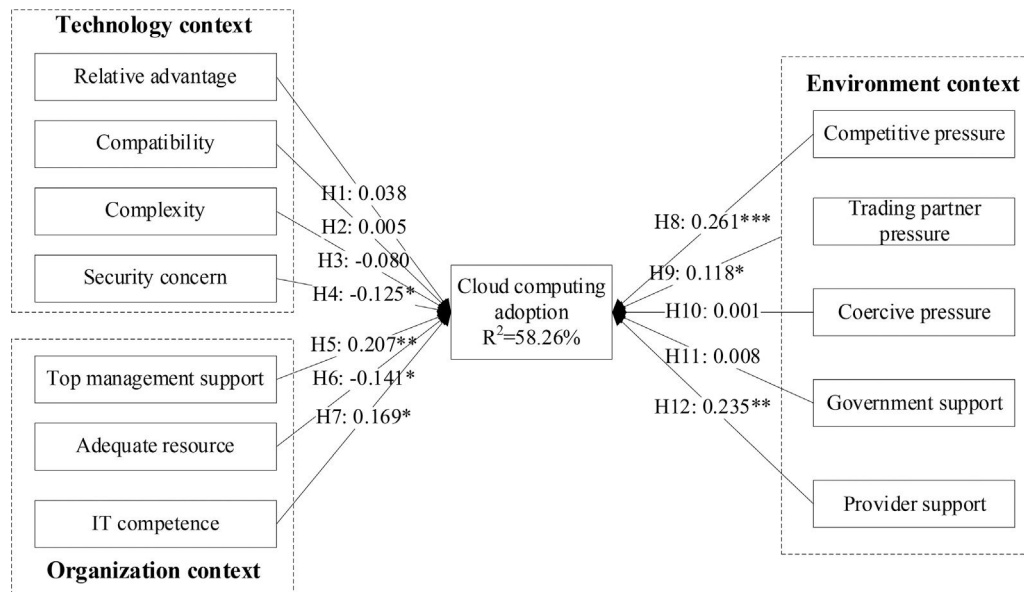 Technology context
Relative advantage
Compatibility
Complexity
Security concern
Top management support
Adequate resource
IT competence
Organization context
H1: 0.038
H2: 0.005
H3: -0.080
H4: -0.125*
H5: 0.207**
H6: -0.141*
H7: 0.169*
Cloud computing
adoption
R²=58.26%
H8: 0.261***
H9: 0.118*
H10: 0.001
H11: 0.008
H12: 0.235**
Environment context
Competitive pressure
Trading partner
pressure
Coercive pressure
Government support
Provider support